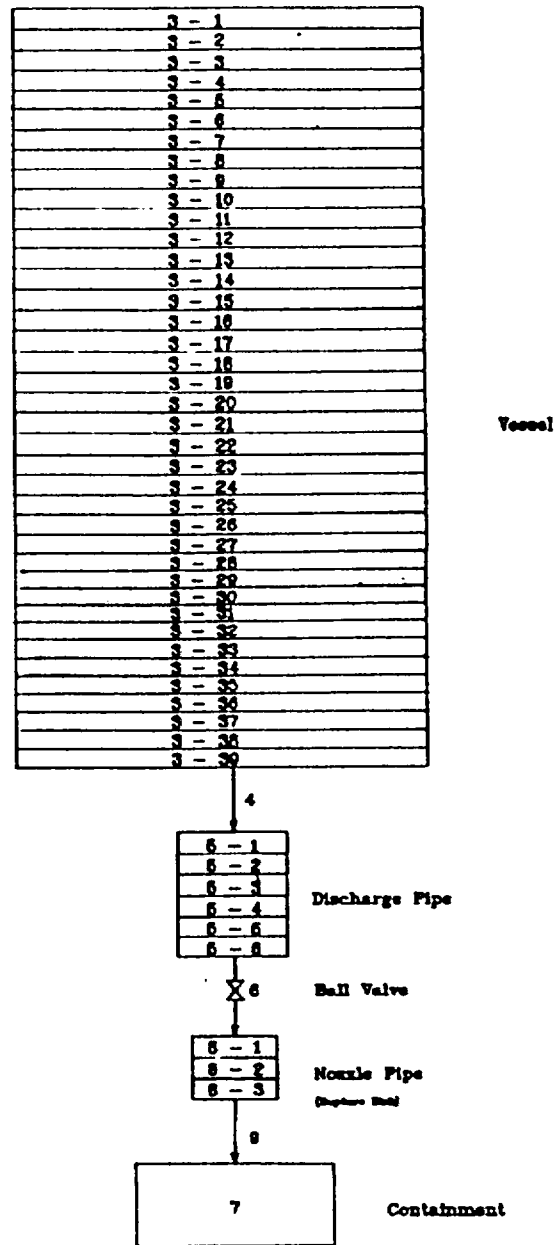 3 - 1
3 - 2
3 - 3
3 - 4
3 - 5
3 - 6
3 - 7
3 - 8
3 - 9
3 - 10
3 - 11
3 - 12
3 - 13
3 - 14
3 - 15
3 - 16
3 - 17
3 - 18
3 - 19
3 - 20
3 - 21
Vessel
3 - 22
3 - 23
3 - 24
3 - 25
3 - 26
3 - 27
3 - 28
3 - 29
3 - 30
3 - 31
3 - 32
3 - 33
3 - 34
3 - 35
3 - 36
3 - 37
3 - 38
3 - 39
4
5 - 1
5 - 2
5 - 3
5 - 4
Discharge Pipe
5 - 5
5 - 6
6
Ball Valve
8 - 1
8 - 2
Nozzle Pipe
8 - 3
9
7
Containment